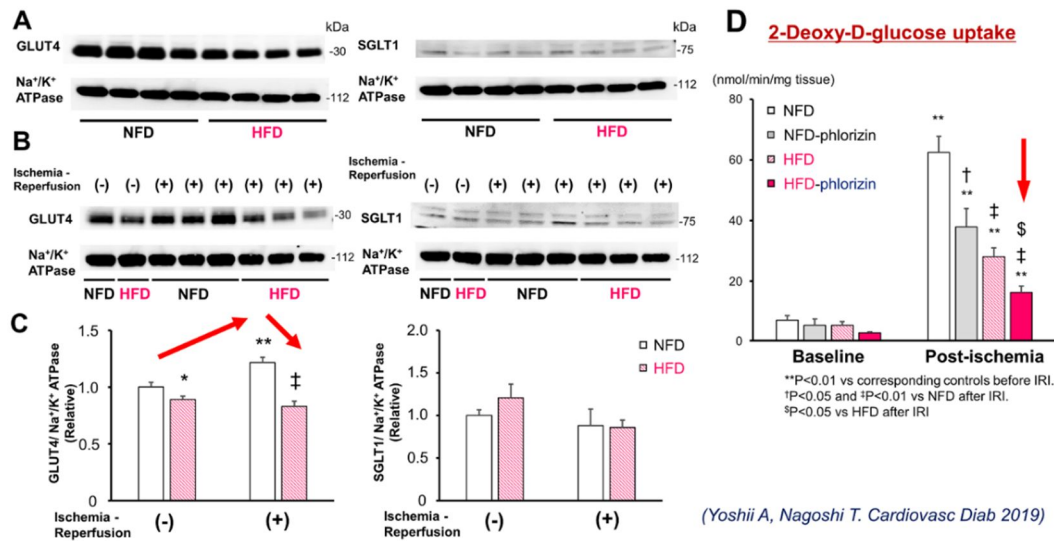 A
kDa
GLUT4
-30
Na⁺/K⁺
ATPase
-112
NFD
HFD
SGLT1
kDa
-75
Na⁺/K⁺
ATPase
-112
NFD
HFD
B
Ischemia -
Reperfusion
(-) (-) (+) (+) (+) (+) (+) (+)
GLUT4
-30
Na⁺/K⁺
ATPase
-112
NFD HFD NFD HFD
Ischemia -
Reperfusion
(-) (-) (+) (+) (+) (+) (+) (+)
SGLT1
-75
Na⁺/K⁺
ATPase
-112
NFD HFD NFD HFD
C
GLUT4/ Na⁺/K⁺ ATPase
(Relative)
1.5
1.0
0.5
0
*
**
‡
Ischemia -
Reperfusion
(-) (+)
SGLT1/ Na⁺/K⁺ ATPase
(Relative)
2.0
1.5
1.0
0.5
0
NFD
HFD
Ischemia -
Reperfusion
(-) (+)
D
2-Deoxy-D-glucose uptake
(nmol/min/mg tissue)
80
60
40
20
0
NFD
NFD-phlorizin
HFD
HFD-phlorizin
**
†
**
‡
**
$
‡
**
Baseline Post-ischemia
**P<0.01 vs corresponding controls before IRI.
†P<0.05 and ‡P<0.01 vs NFD after IRI.
$P<0.05 vs HFD after IRI
(Yoshii A, Nagoshi T. Cardiovasc Diab 2019)